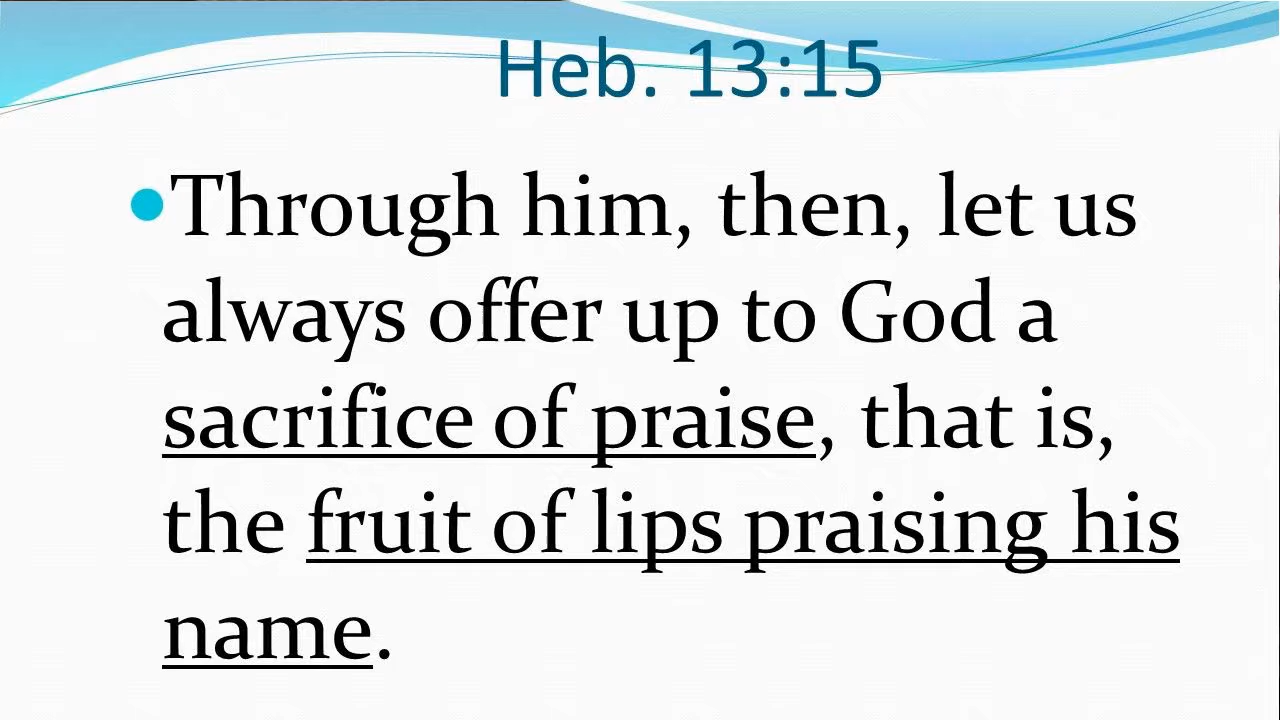 Heb. 13:15
•Through him, then, let us
always offer up to God a
sacrifice of praise, that is,
the fruit of lips praising his
name.